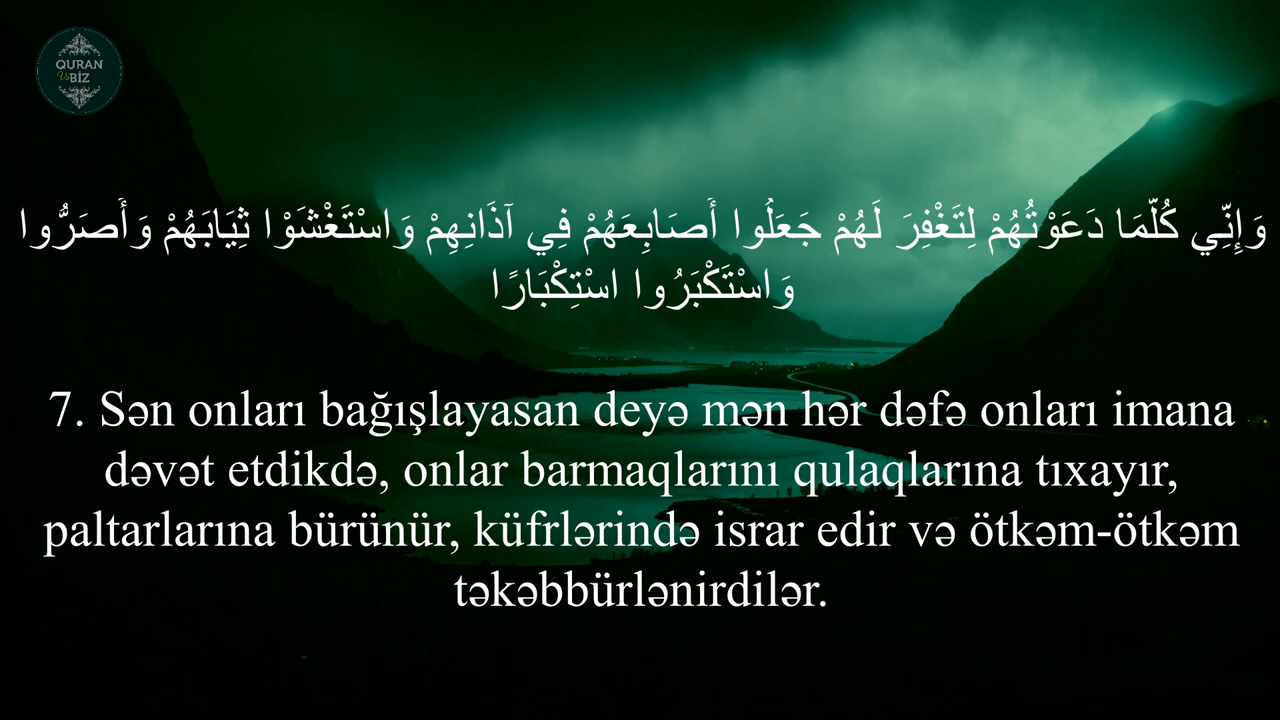 QURAN
Və BİZ
وَإِنِّي كُلَّمَا دَعَوْتُهُمْ لِتَغْفِرَ لَهُمْ جَعَلُوا أَصَابِعَهُمْ فِي آذَانِهِمْ وَاسْتَغْشَوْا ثِيَابَهُمْ وَأَصَرُّوا
وَاسْتَكْبَرُوا اسْتِكْبَارًا
7. Sən onları bağışlayasan deyə mən hər dəfə onları imana
dəvət etdikdə, onlar barmaqlarını qulaqlarına tıxayır,
paltarlarına bürünür, küfrlərində israr edir və ötkəm-ötkəm
təkəbbürlənirdilər.